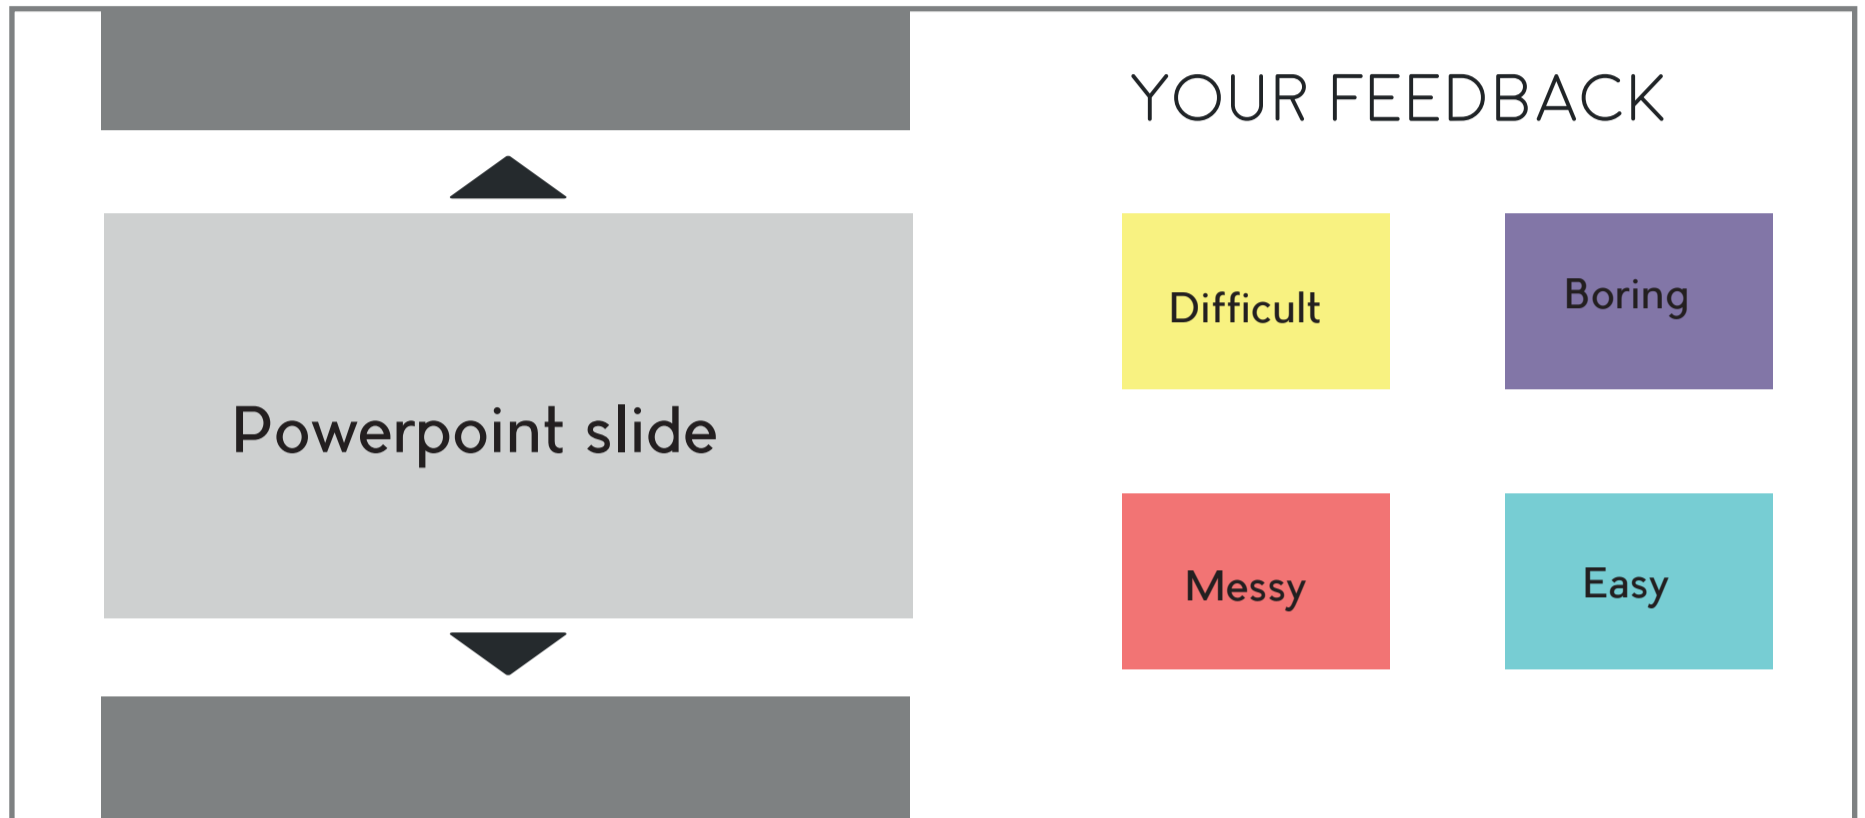 YOUR FEEDBACK
Powerpoint slide
Difficult
Boring
Messy
Easy